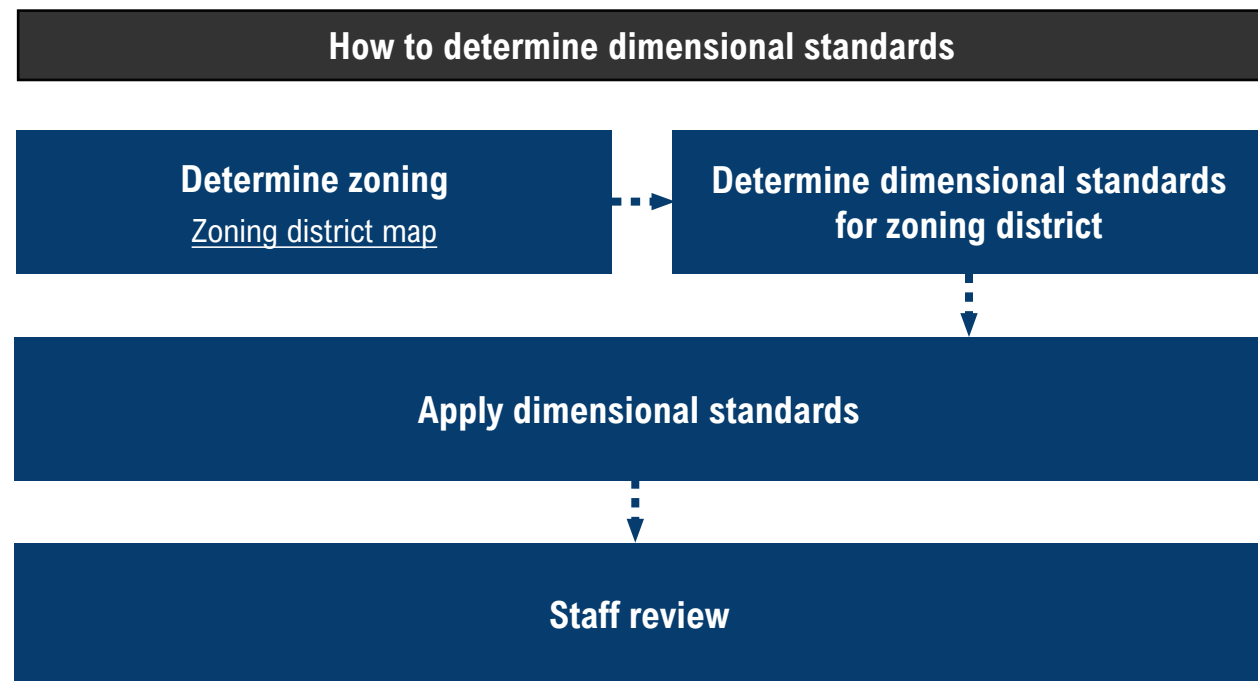 How to determine dimensional standards
Determine zoning
Zoning district map
Determine dimensional standards
for zoning district
Apply dimensional standards
Staff review